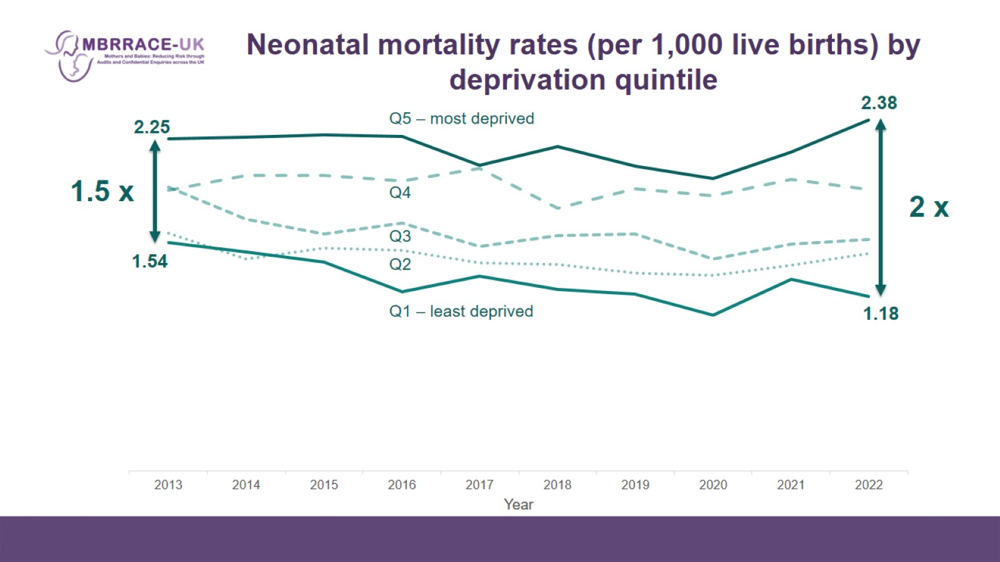 MBRRACE-UK
Mothers and Babies: Reducing Risk through
Audits and Confidential Enquiries across the UK
Neonatal mortality rates (per 1,000 live births) by
deprivation quintile
2.38
Q5 – most deprived
2.25
1.5 x
Q4
2 x
Q3
1.54
Q2
Q1 – least deprived
1.18
2013 2014 2015 2016 2017 2018 2019 2020 2021 2022
Year